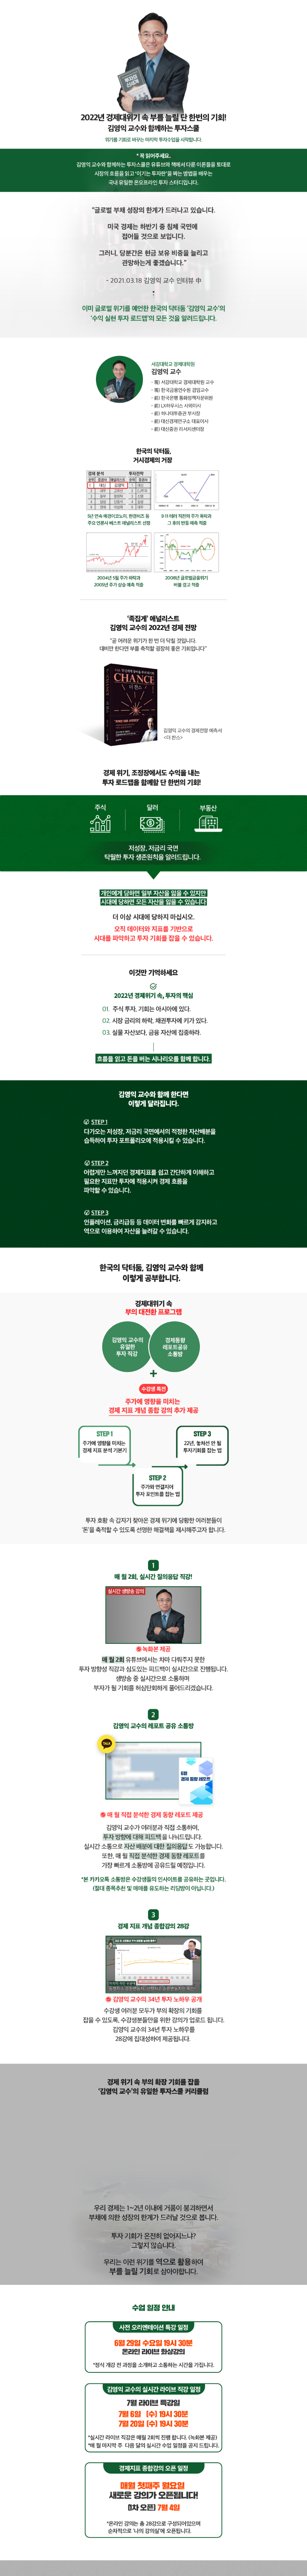 2022년 경제대위기 속 부를 늘릴 단 한번의 기회!
김영익 교수와 함께하는 투자스쿨
위기를 기회로 바꾸는 마지막 투자수업을 시작합니다.
* 꼭 읽어주세요.
김영익 교수와 함께하는 투자스쿨은 유튜브와 책에서 다룬 이론들을 토대로
시장의 흐름을 읽고 '이기는 투자판'을 짜는 방법을 배우는
국내 유일한 온오프라인 투자 스터디입니다.
“글로벌 부채 성장의 한계가 드러나고 있습니다.
미국 경제는 하반기 중 침체 국면에
접어들 것으로 보입니다.
그러니, 당분간은 현금 보유 비중을 늘리고
관망하는게 좋겠습니다.”
- 2021.03.18 김영익 교수 인터뷰 中
이미 글로벌 위기를 예언한 한국의 닥터둠 '김영익 교수'의
'수익 실현 투자 로드맵'의 모든 것을 알려드립니다.
서강대학교 경제대학원
김영익 교수
· 現) 서강대학교 경제대학원 교수
· 現) 한국금융연수원 겸임교수
· 前) 한국은행 통화정책자문위원
· 前) LX하우시스 사외이사
· 前) 하나대투증권 부사장
· 前) 대신경제연구소 대표이사
· 前) 대신증권 리서치센터장
한국의 닥터둠,
거시경제의 거장
경제 분석
투자전략
5년 연속 매경이코노미, 한경비즈 등
주요 언론사 베스트 애널리스트 선정
9·11 테러 직전의 주가 폭락과
그 후의 반등 예측 적중
2004년 5월 주가 하락과
2005년 주가 상승 예측 적중
2008년 글로벌금융위기
버블 경고 적중
'족집게' 애널리스트
김영익 교수의 2022년 경제 전망
“곧 어려운 위기가 한 번 더 닥칠 것입니다.
대비만 한다면 부를 축적할 굉장히 좋은 기회입니다”
CHANCE
더 찬스
김영익 교수의 경제전망 예측서
<더 찬스>
경제 위기, 조정장에서도 수익을 내는
투자 로드맵을 함께할 단 한번의 기회!
주식
달러
부동산
저성장, 저금리 국면
탁월한 투자 생존원칙을 알려드립니다.
개인에게 당하면 일부 자산을 잃을 수 있지만
시대에 당하면 모든 자산을 잃을 수 있습니다
더 이상 시대에 당하지 마십시오.
오직 데이터와 지표를 기반으로
시대를 파악하고 투자 기회를 잡을 수 있습니다.
이것만 기억하세요
2022년 경제위기 속, 투자의 핵심
01. 주식 투자, 기회는 아시아에 있다.
02. 시장 금리의 하락, 채권투자에 키가 있다.
03. 실물 자산보다, 금융 자산에 집중하라.
흐름을 읽고 돈을 버는 시나리오를 함께 합니다.
김영익 교수와 함께 한다면
이렇게 달라집니다.
STEP 1
다가오는 저성장, 저금리 국면에서의 적정한 자산배분을
습득하여 투자 포트폴리오에 적용시킬 수 있습니다.
STEP 2
어렵게만 느껴지던 경제지표를 쉽고 간단하게 이해하고
필요한 지표만 투자에 적용시켜 경제 흐름을
파악할 수 있습니다.
STEP 3
인플레이션, 금리급등 등 데이터 변화를 빠르게 감지하고
역으로 이용하여 자산을 늘려갈 수 있습니다.
한국의 닥터둠, 김영익 교수와 함께
이렇게 공부합니다.
경제대위기 속
부의 대전환 프로그램
김영익 교수의
유일한
투자 직강
경제동향
레포트공유
소통방
+
수강생 특전
주가에 영향을 미치는
경제 지표 개념 종합 강의 추가 제공
STEP 1
주가에 영향을 미치는
경제 지표 분석 기본기
STEP 2
주가와 연결지어
투자 포인트를 잡는 법
STEP 3
22년, 놓쳐선 안 될
투자기회를 잡는 법
투자 호황 속 갑자기 찾아온 경제 위기에 당황한 여러분들이
'돈'을 축적할 수 있도록 선명한 해결책을 제시해주고자 합니다.
1
매 월 2회, 실시간 질의응답 직강!
실시간 생방송 강의
녹화본 제공
매 월 2회 유튜브에서는 차마 다뤄주지 못한
투자 방향성 직강과 심도있는 피드백이 실시간으로 진행됩니다.
생방송 중 실시간으로 소통하며
부자가 될 기회를 허심탄회하게 풀어드리겠습니다.
2
김영익 교수의 레포트 공유 소통방
TALK
6월
경제 동향 레포트
매 월 직접 분석한 경제 동향 레포트 제공
김영익 교수가 여러분과 직접 소통하며,
투자 방향에 대해 피드백을 나눠드립니다.
실시간 소통으로 자산 배분에 대한 질의응답도 가능합니다.
또한, 매 월 직접 분석한 경제 동향 레포트를
가장 빠르게 소통방에 공유드릴 예정입니다.
*본 카카오톡 소통방은 수강생들의 인사이트를 공유하는 곳입니다.
(절대 종목추천 및 매매를 유도하는 리딩방이 아닙니다.)
3
경제 지표 개념 종합강의 28강
김영익 교수의 34년 투자 노하우 공개
수강생 여러분 모두가 부의 확장의 기회를
잡을 수 있도록, 수강생분들만을 위한 강의가 업로드 됩니다.
김영익 교수의 34년 투자 노하우를
28강에 집대성하여 제공됩니다.
경제 위기 속 부의 확장 기회를 잡을
'김영익 교수'의 유일한 투자스쿨 커리큘럼
우리 경제는 1~2년 이내에 거품이 붕괴하면서
부채에 의한 성장의 한계가 드러날 것으로 봅니다.
투자 기회가 온전히 없어지느냐?
그렇지 않습니다.
우리는 이런 위기를 역으로 활용하여
부를 늘릴 기회로 삼아야합니다.
수업 일정 안내
사전 오리엔테이션 특강 일정
6월 29일 수요일 19시 30분
온라인 라이브 화상강의
*정식 개강 전 과정을 소개하고 소통하는 시간을 가집니다.
김영익 교수의 실시간 라이브 직강 일정
7월 라이브 특강일
7월 6일 (수) 19시 30분
7월 20일 (수) 19시 30분
*실시간 라이브 직강은 매월 2회씩 진행 합니다. (녹화본 제공)
*매 월 마지막 주 다음 달의 실시간 수업 일정을 공지 드립니다.
경제지표 종합강의 오픈 일정
매월 첫째주 월요일
새로운 강의가 오픈됩니다!
(1차 오픈) 7월 4일
*온라인 강의는 총 28강으로 구성되어있으며
순차적으로 '나의 강의실'에 오픈됩니다.